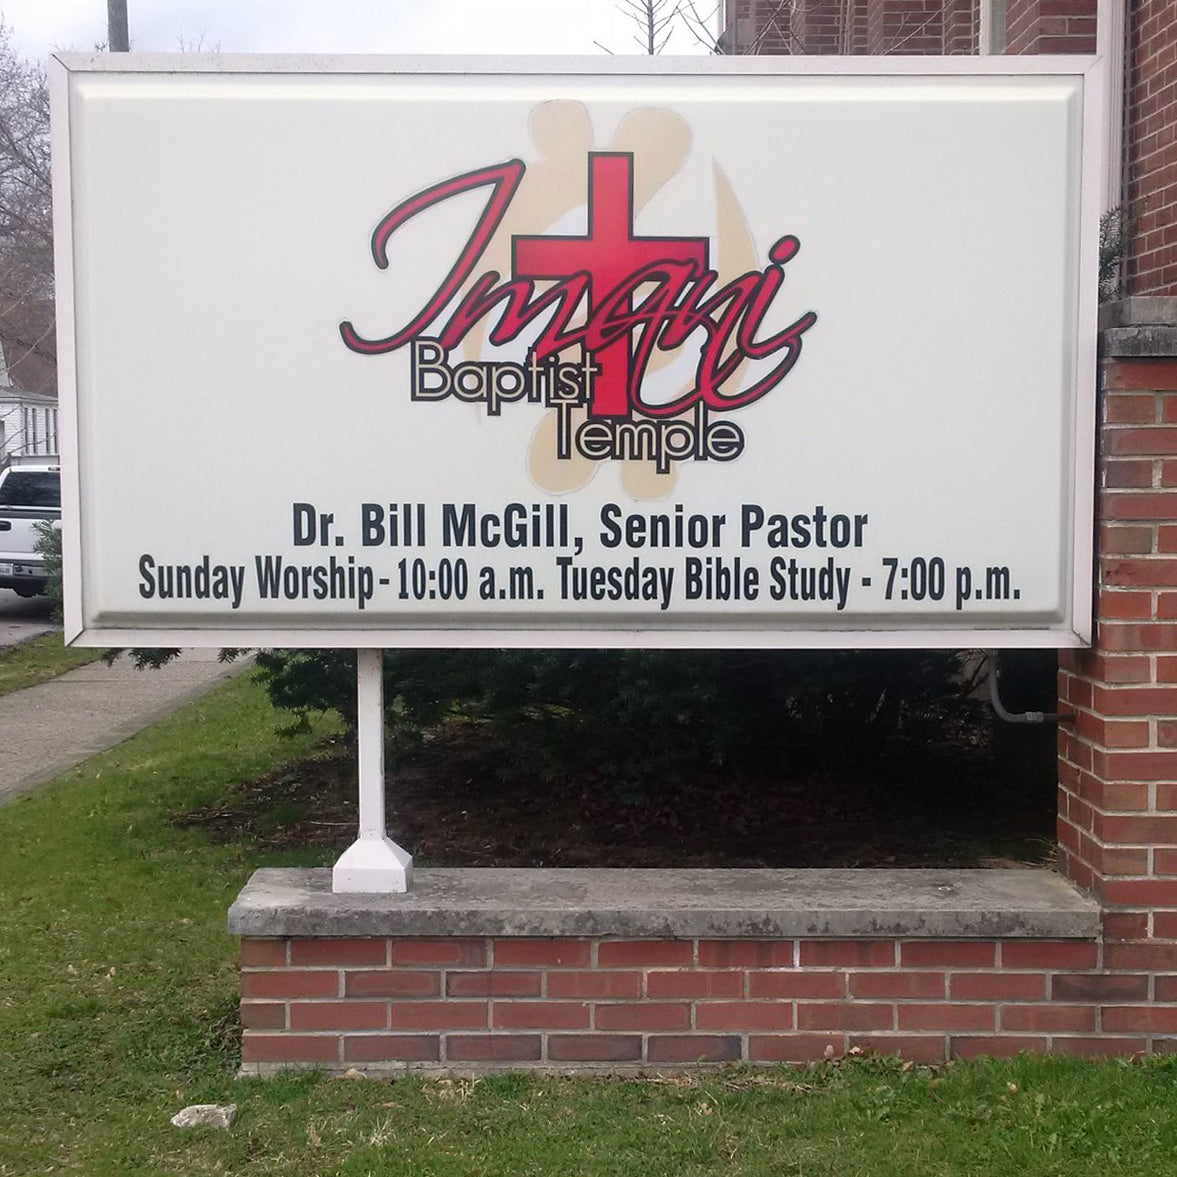 Imani
Baptist
Temple
Dr. Bill McGill, Senior Pastor
Sunday Worship - 10:00 a.m. Tuesday Bible Study - 7:00 p.m.